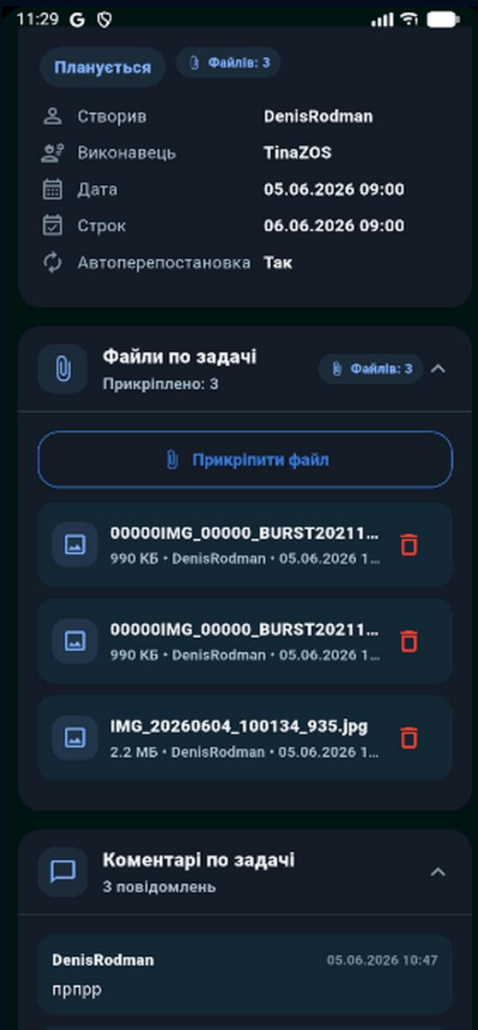 11:29 G
Планується
Файлів: 3
Створив DenisRodman
Виконавець TinaZOS
Дата 05.06.2026 09:00
Строк 06.06.2026 09:00
Автоперепостановка Так
Файли по задачі
Прикріплено: 3
Файлів: 3
Прикріпити файл
00000IMG_00000_BURST20211...
990 КБ • DenisRodman • 05.06.2026 1...
00000IMG_00000_BURST20211...
990 КБ • DenisRodman • 05.06.2026 1...
IMG_20260604_100134_935.jpg
2.2 МБ • DenisRodman • 05.06.2026 1...
Коментарі по задачі
3 повідомлень
DenisRodman 05.06.2026 10:47
прпрр